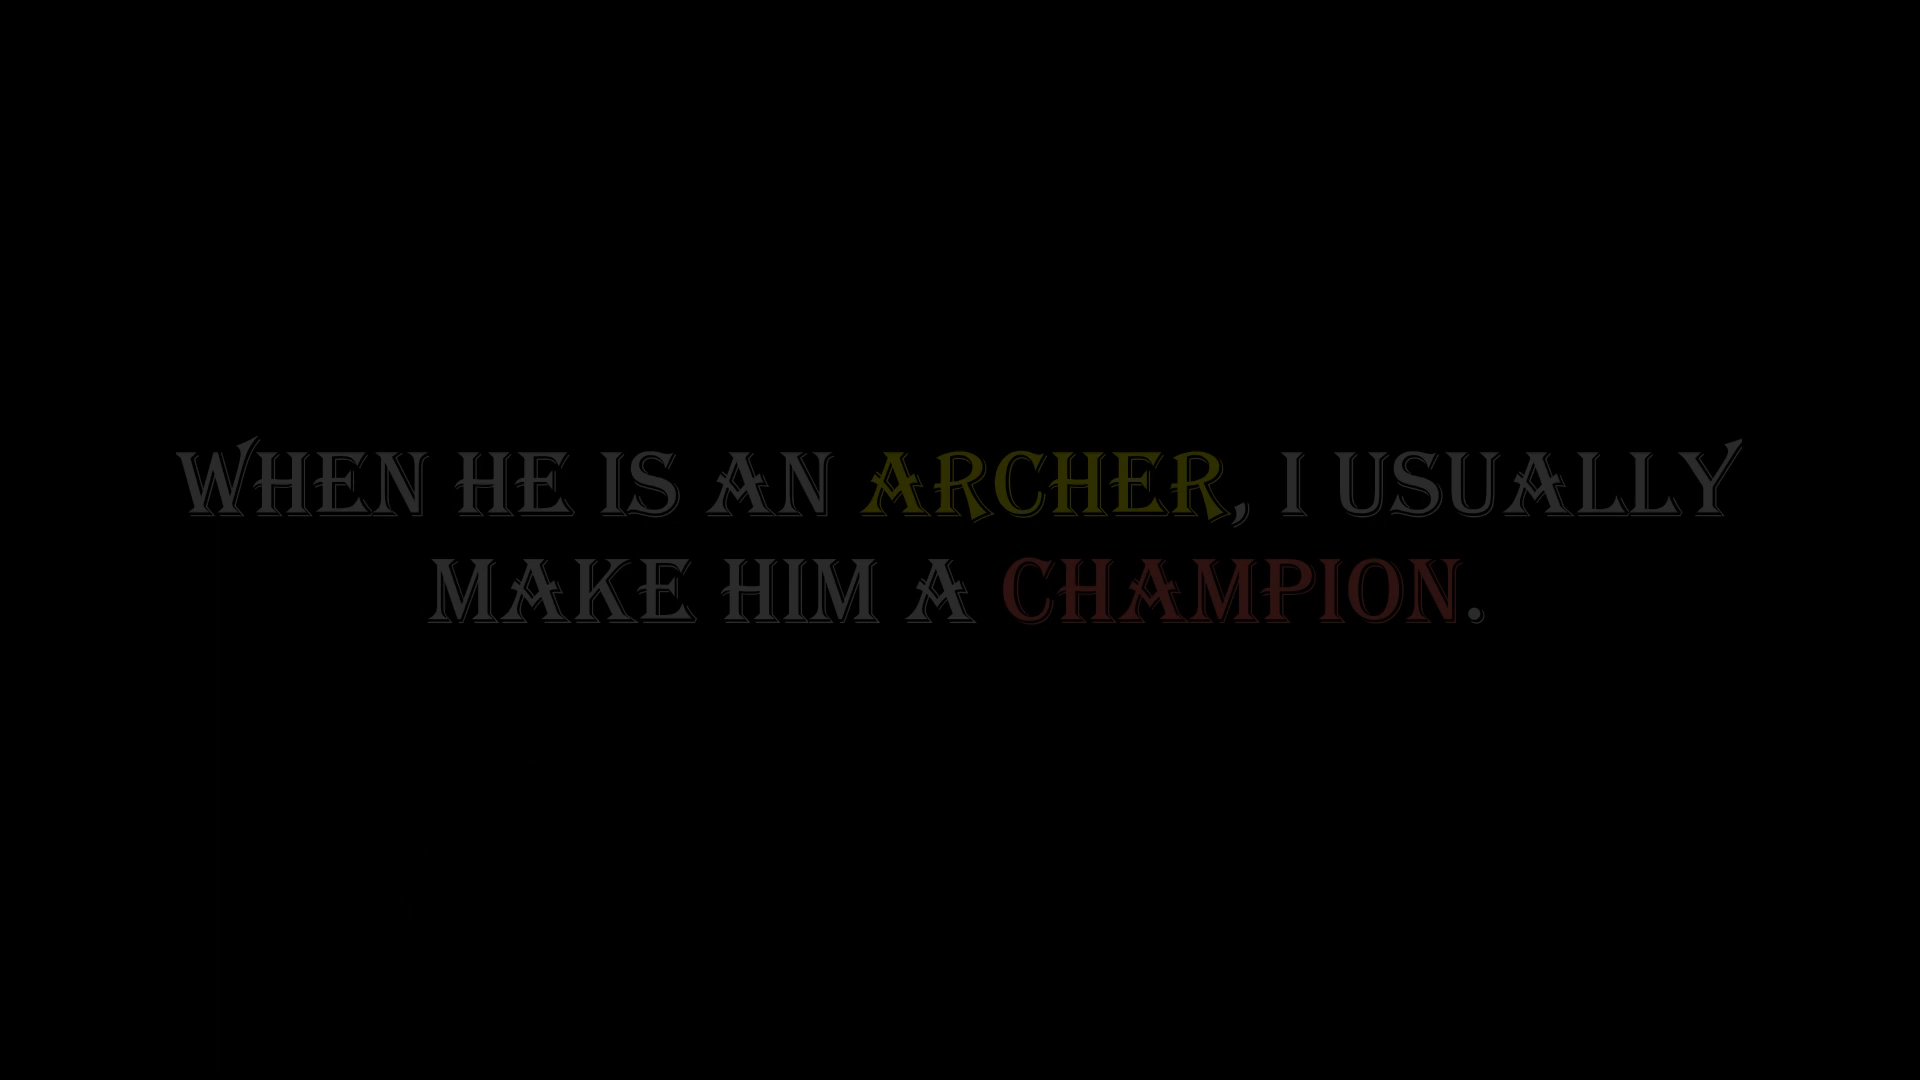 WHEN HE IS AN ARCHER, I USUALLY
MAKE HIM A CHAMPION.